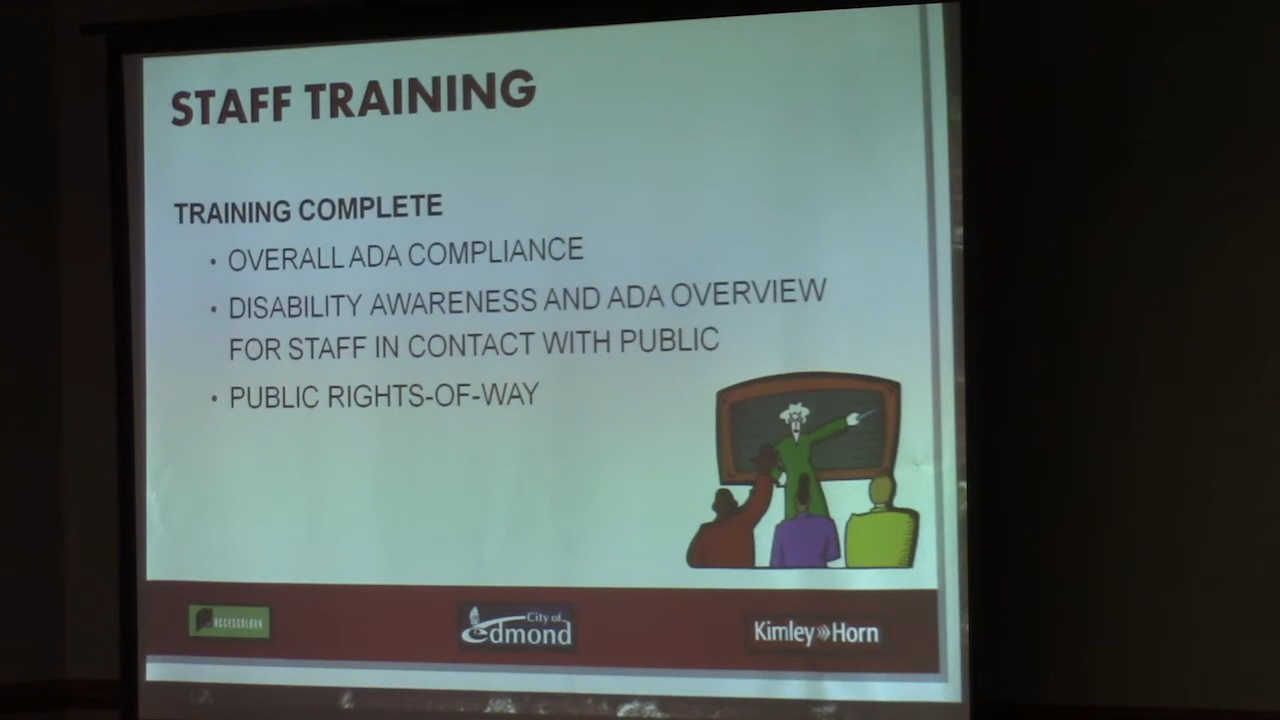 STAFF TRAINING
TRAINING COMPLETE
• OVERALL ADA COMPLIANCE
• DISABILITY AWARENESS AND ADA OVERVIEW
FOR STAFF IN CONTACT WITH PUBLIC
• PUBLIC RIGHTS-OF-WAY
ACCESSOLOGY
City of
Edmond
Kimley»Horn